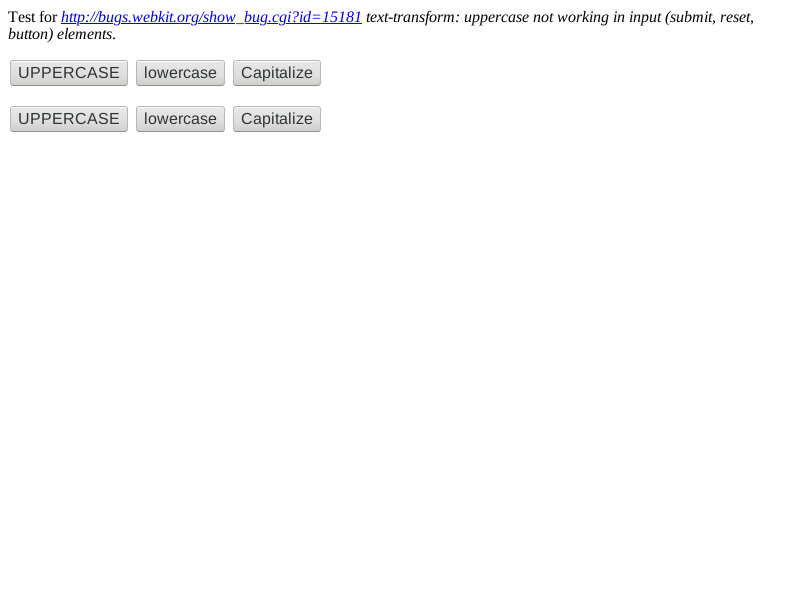 Test for http://bugs.webkit.org/show_bug.cgi?id=15181 text-transform: uppercase not working in input (submit, reset,
button) elements.
UPPERCASE lowercase Capitalize
UPPERCASE lowercase Capitalize